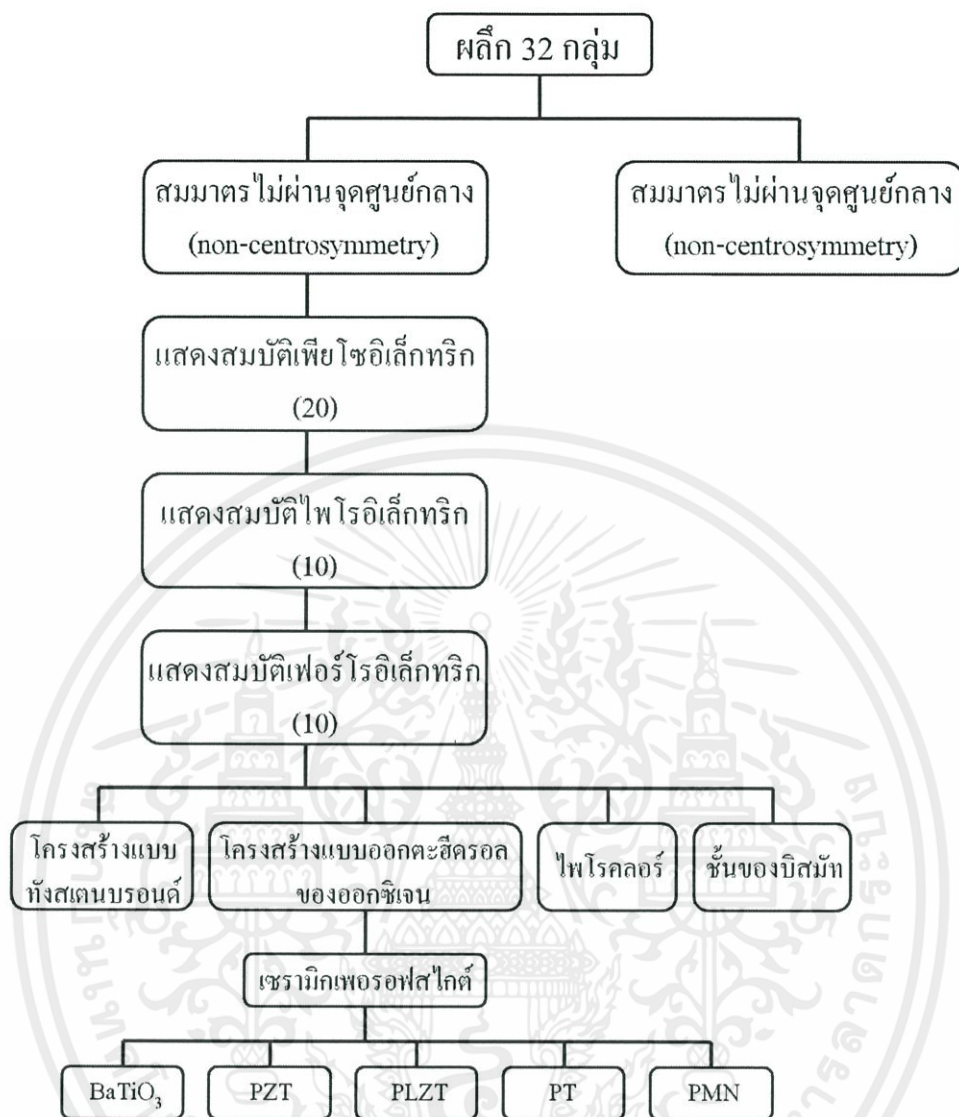 ผลึก 32 กลุ่ม
สมมาตรไม่ผ่านจุดศูนย์กลาง
(non-centrosymmetry)
สมมาตรไม่ผ่านจุดศูนย์กลาง
(non-centrosymmetry)
แสดงสมบัติเพียโซอิเล็กทริก
(20)
แสดงสมบัติไพโรอิเล็กทริก
(10)
แสดงสมบัติเฟอร์โรอิเล็กทริก
(10)
โครงสร้างแบบ
ทังสเตนบรอนด์
โครงสร้างแบบออกตะฮีดรอล
ของออกซิเจน
ไพโรคลอร์
ชั้นของบิสมัท
เซรามิกเพอรอฟสไกต์
BaTiO₃
PZT
PLZT
PT
PMN